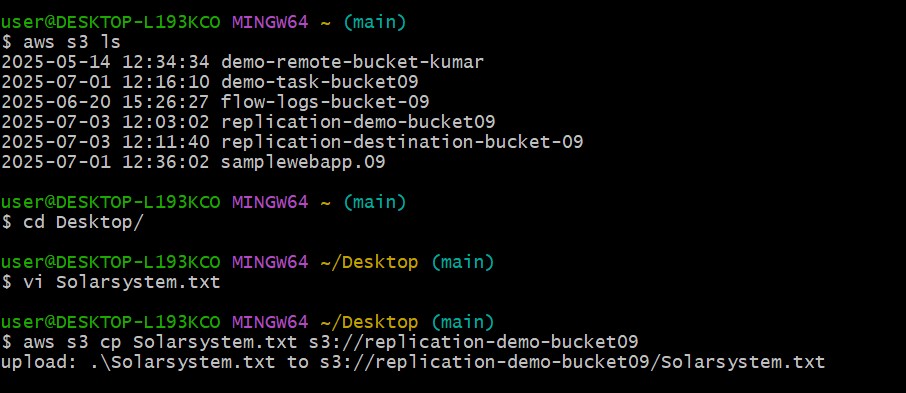 user@DESKTOP-L193KCO MINGW64 ~ (main)
$ aws s3 ls
2025-05-14 12:34:34 demo-remote-bucket-kumar
2025-07-01 12:16:10 demo-task-bucket09
2025-06-20 15:26:27 flow-logs-bucket-09
2025-07-03 12:03:02 replication-demo-bucket09
2025-07-03 12:11:40 replication-destination-bucket-09
2025-07-01 12:36:02 samplewebapp.09
user@DESKTOP-L193KCO MINGW64 ~ (main)
$ cd Desktop/
user@DESKTOP-L193KCO MINGW64 ~/Desktop (main)
$ vi Solarsystem.txt
user@DESKTOP-L193KCO MINGW64 ~/Desktop (main)
$ aws s3 cp Solarsystem.txt s3://replication-demo-bucket09
upload: .\Solarsystem.txt to s3://replication-demo-bucket09/Solarsystem.txt